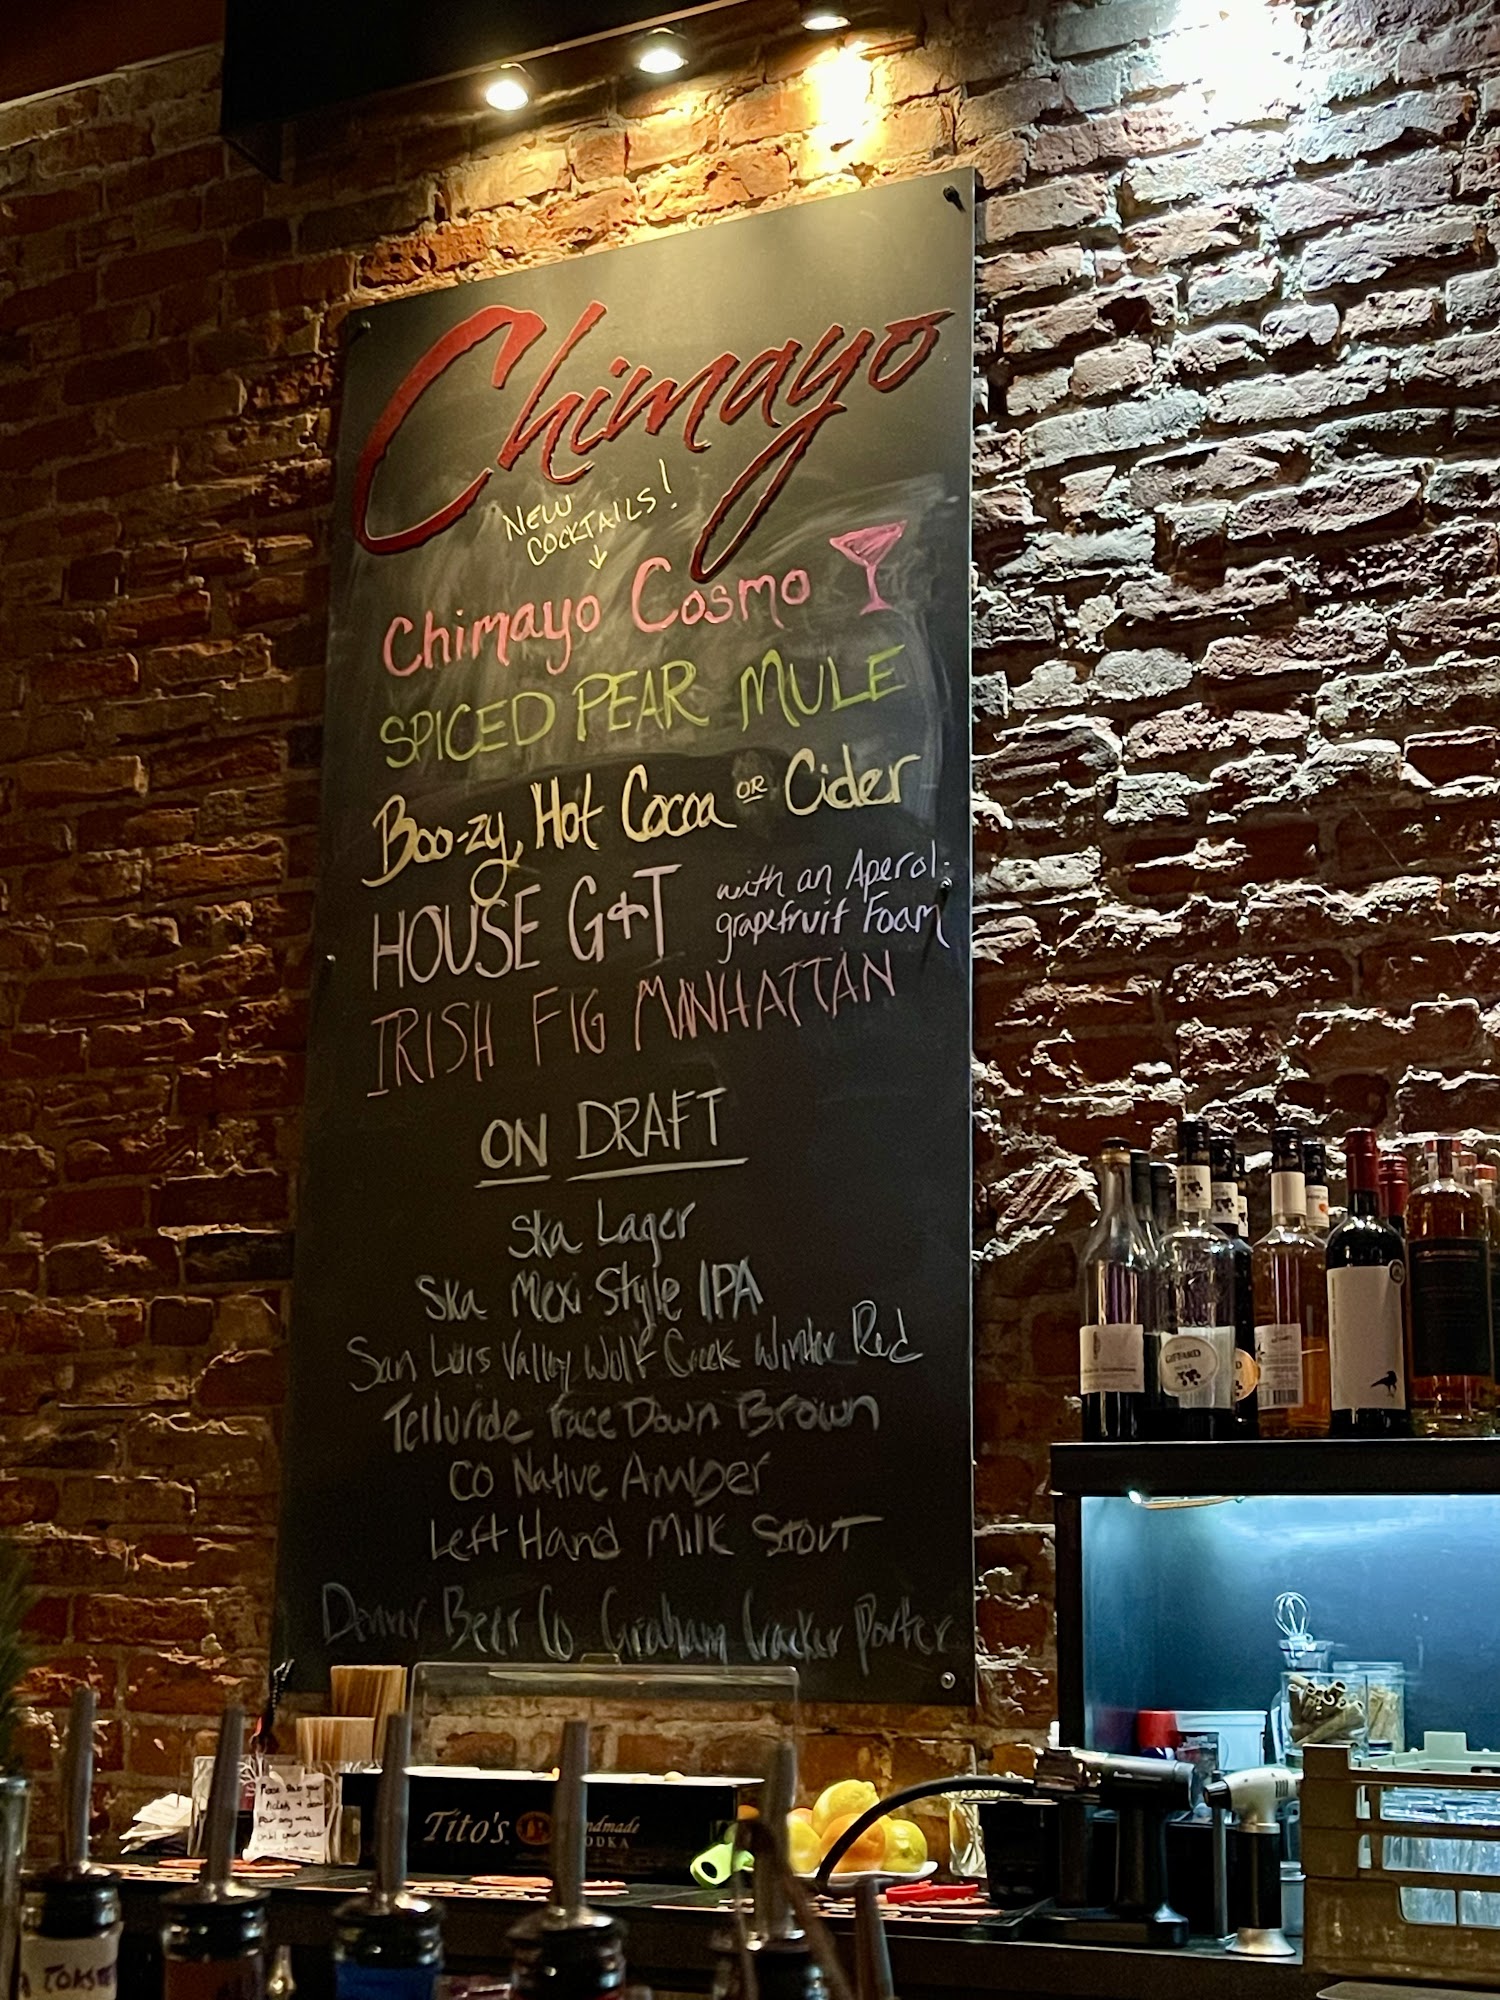 Chimayo
NEW
COCKTAILS!
Chimayo Cosmo
SPICED PEAR MULE
Boo-zy, Hot Cocoa OR Cider
HOUSE G&T
with an Aperol-
grapefruit Foam
IRISH FIG MANHATTAN
ON DRAFT
Ska Lager
Ska Mexi Style IPA
San Luis Valley Wolf Creek Winter Red
Telluride Face Down Brown
CO Native Amber
Left Hand Milk Stout
Denver Beer Co Graham Cracker Porter
GIFFARD
Tito's Handmade
VODKA